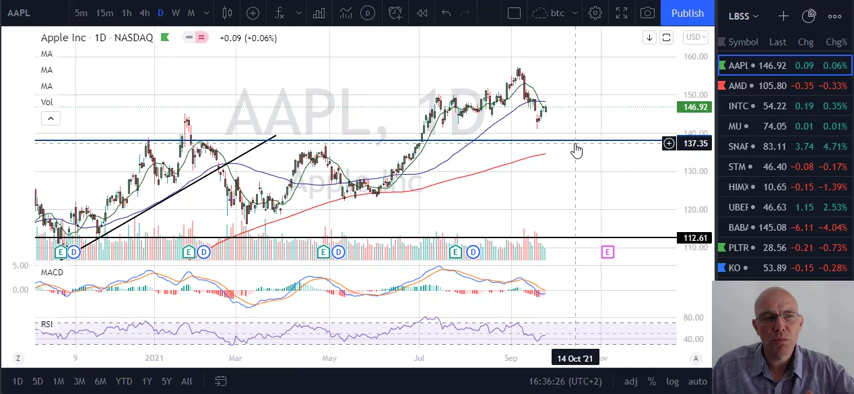 AAPL 5m 15m 1h 4h D W M btc Publish LBSS
Apple Inc · 1D · NASDAQ +0.09 (+0.06%)
USD
MA
MA
MA
MA
Vol
AAPL, 1D
Apple Inc
160.00
150.00
146.92
140.00
137.35
130.00
120.00
112.61
110.00
E D E D E D E D E
MACD
5.00
0.00
RSI
80.00
60.00
40.00
Z 9 2021 Mar May Jul Sep 14 Oct '21 Nov A
1D 5D 1M 3M 6M YTD 1Y 5Y All 16:36:26 (UTC+2) adj % log auto
Symbol Last Chg Chg%
AAPL 146.92 0.09 0.06%
AMD 105.80 -0.35 -0.33%
INTC 54.22 0.19 0.35%
MU 74.05 0.01 0.01%
SNAP 83.11 3.74 4.71%
STM 46.40 -0.08 -0.17%
HIMX 10.65 -0.15 -1.39%
UBEF 46.63 1.15 2.53%
BABA 145.08 -6.11 -4.04%
PLTR 28.56 -0.21 -0.73%
KO 53.89 -0.15 -0.28%